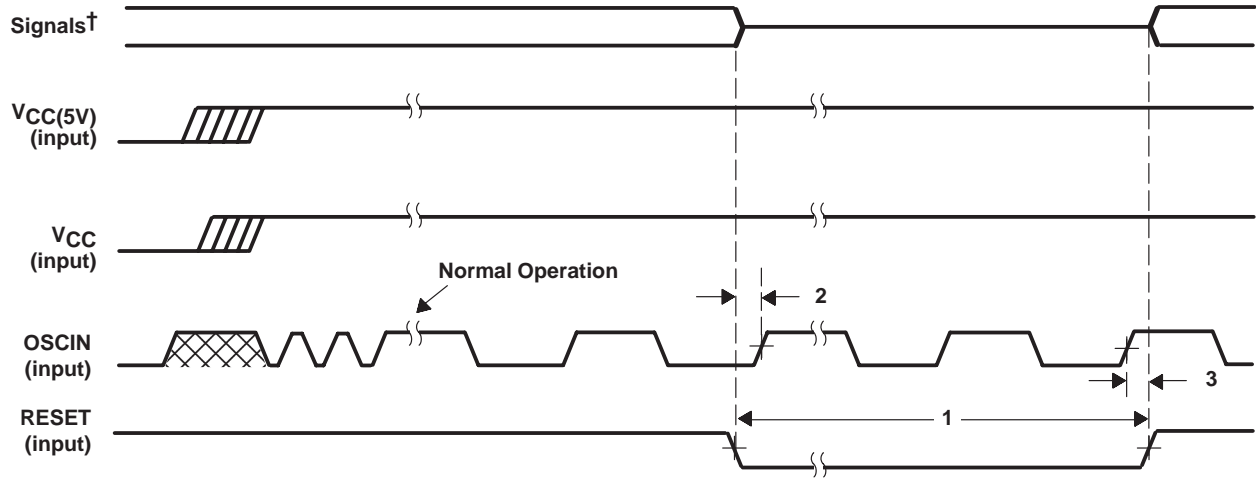 Signals†
VCC(5V)
(input)
VCC
(input)
Normal Operation
2
OSCIN
(input)
3
RESET
(input)
1